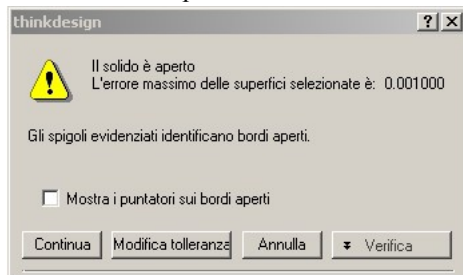 thinkdesign
Il solido è aperto
L'errore massimo delle superfici selezionate è: 0.001000
Gli spigoli evidenziati identificano bordi aperti.
Mostra i puntatori sui bordi aperti
Continua Modifica tolleranza Annulla Verifica